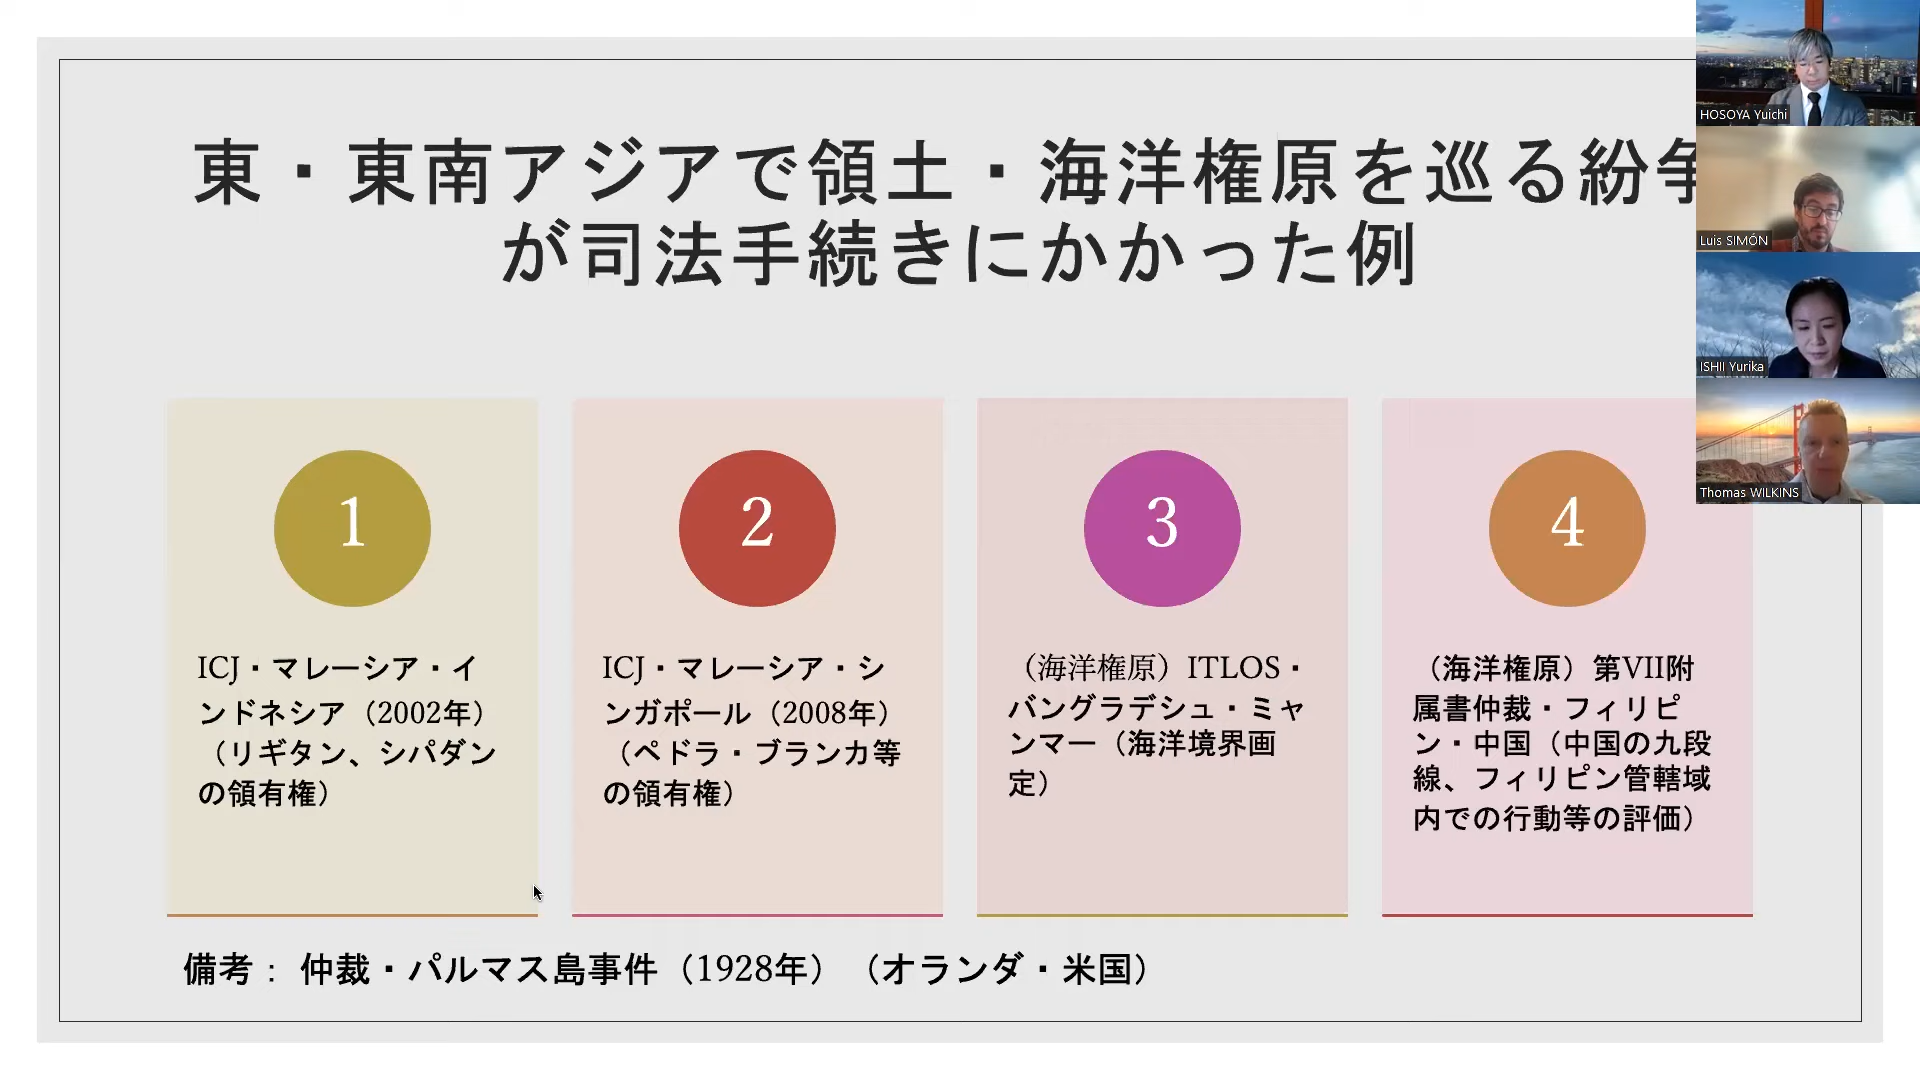 東・東南アジアで領土・海洋権原を巡る紛争
が司法手続きにかかった例
1
ICJ・マレーシア・イ
ンドネシア（2002年）
（リギタン、シパダン
の領有権）
2
ICJ・マレーシア・シ
ンガポール（2008年）
（ペドラ・ブランカ等
の領有権）
3
（海洋権原）ITLOS・
バングラデシュ・ミャ
ンマー（海洋境界画
定）
4
（海洋権原）第VII附
属書仲裁・フィリピ
ン・中国（中国の九段
線、フィリピン管轄域
内での行動等の評価）
備考： 仲裁・パルマス島事件（1928年）（オランダ・米国）
HOSOYA Yuichi
Luis SIMÓN
ISHII Yurika
Thomas WILKINS